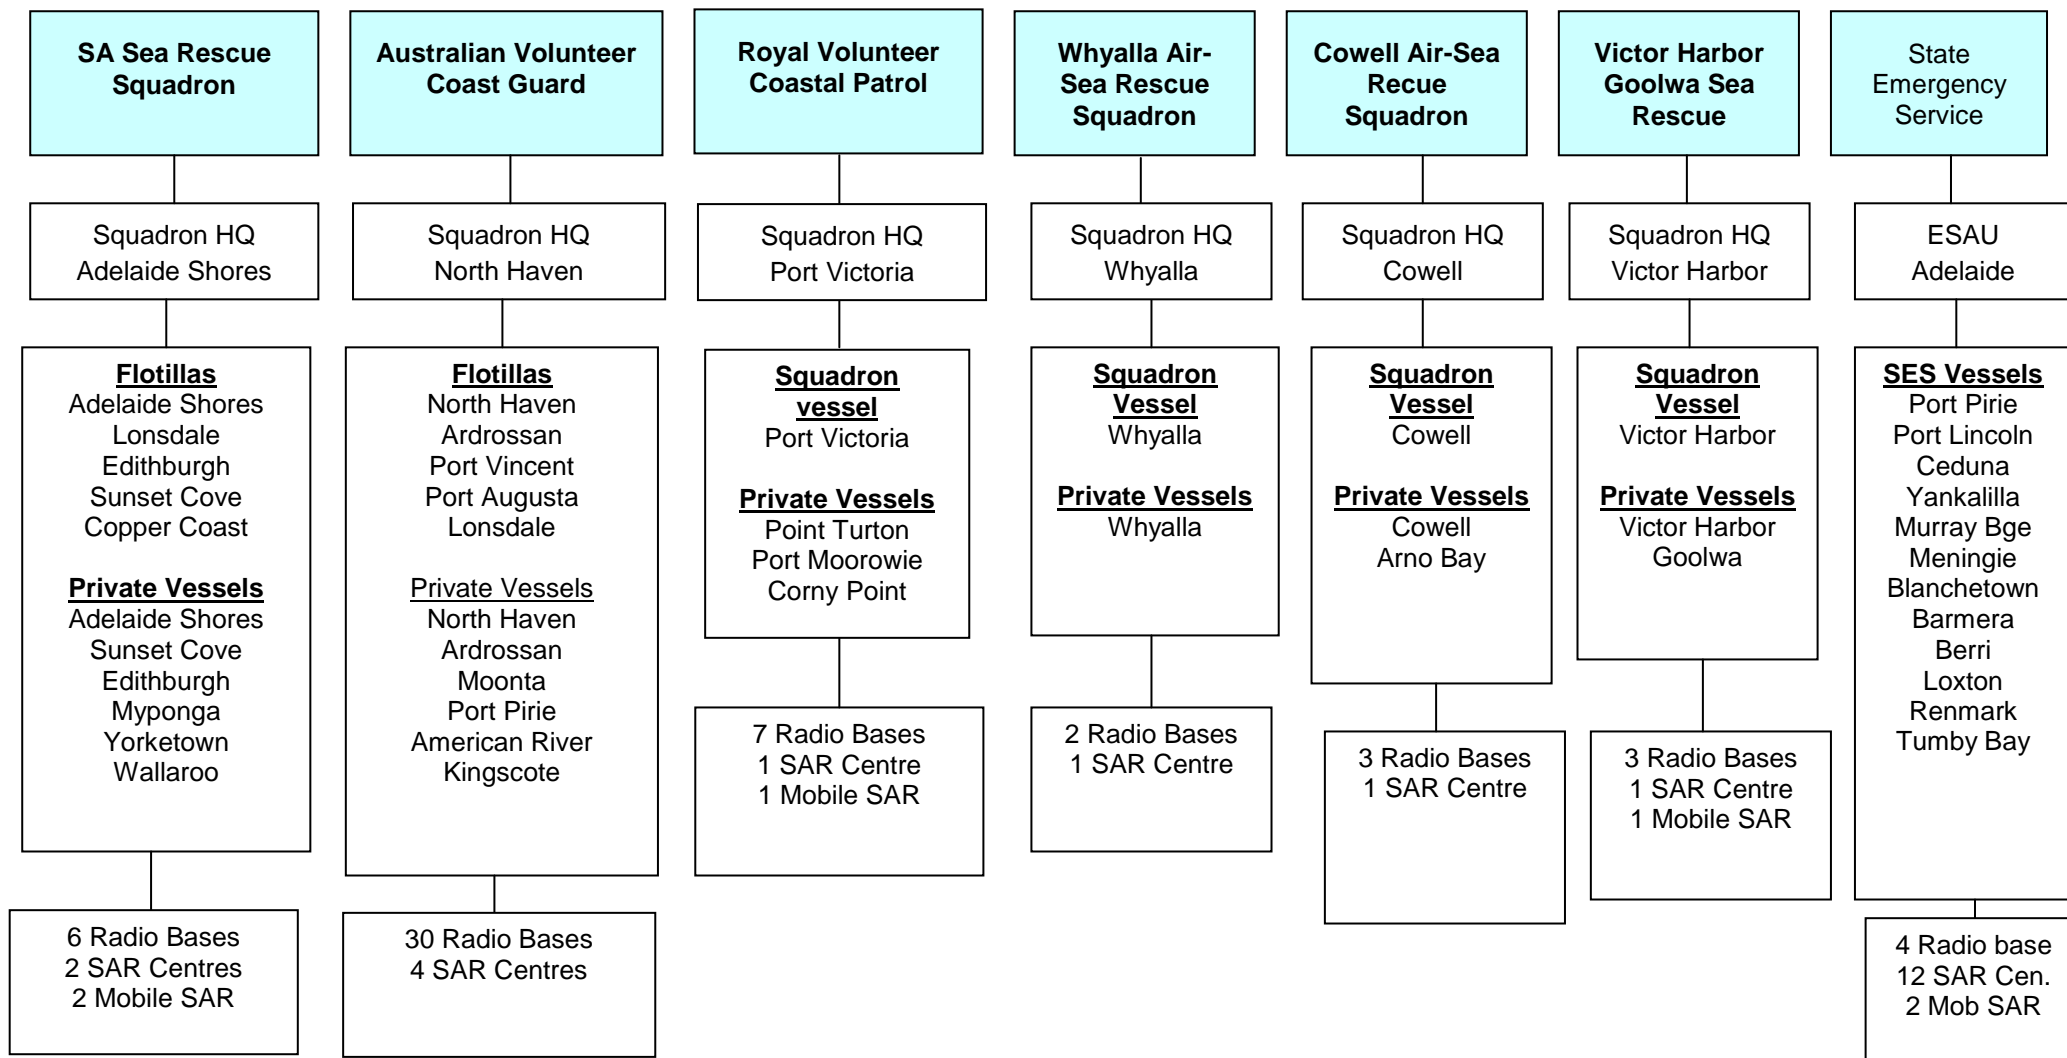 SA Sea Rescue
Squadron
Squadron HQ
Adelaide Shores
Flotillas
Adelaide Shores
Lonsdale
Edithburgh
Sunset Cove
Copper Coast
Private Vessels
Adelaide Shores
Sunset Cove
Edithburgh
Myponga
Yorketown
Wallaroo
6 Radio Bases
2 SAR Centres
2 Mobile SAR
Australian Volunteer
Coast Guard
Squadron HQ
North Haven
Flotillas
North Haven
Ardrossan
Port Vincent
Port Augusta
Lonsdale
Private Vessels
North Haven
Ardrossan
Moonta
Port Pirie
American River
Kingscote
30 Radio Bases
4 SAR Centres
Royal Volunteer
Coastal Patrol
Squadron HQ
Port Victoria
Squadron
vessel
Port Victoria
Private Vessels
Point Turton
Port Moorowie
Corny Point
7 Radio Bases
1 SAR Centre
1 Mobile SAR
Whyalla Air-
Sea Rescue
Squadron
Squadron HQ
Whyalla
Squadron
Vessel
Whyalla
Private Vessels
Whyalla
2 Radio Bases
1 SAR Centre
Cowell Air-Sea
Recue
Squadron
Squadron HQ
Cowell
Squadron
Vessel
Cowell
Private Vessels
Cowell
Arno Bay
3 Radio Bases
1 SAR Centre
Victor Harbor
Goolwa Sea
Rescue
Squadron HQ
Victor Harbor
Squadron
Vessel
Victor Harbor
Private Vessels
Victor Harbor
Goolwa
3 Radio Bases
1 SAR Centre
1 Mobile SAR
State
Emergency
Service
ESAU
Adelaide
SES Vessels
Port Pirie
Port Lincoln
Ceduna
Yankalilla
Murray Bge
Meningie
Blanchetown
Barmera
Berri
Loxton
Renmark
Tumby Bay
4 Radio base
12 SAR Cen.
2 Mob SAR